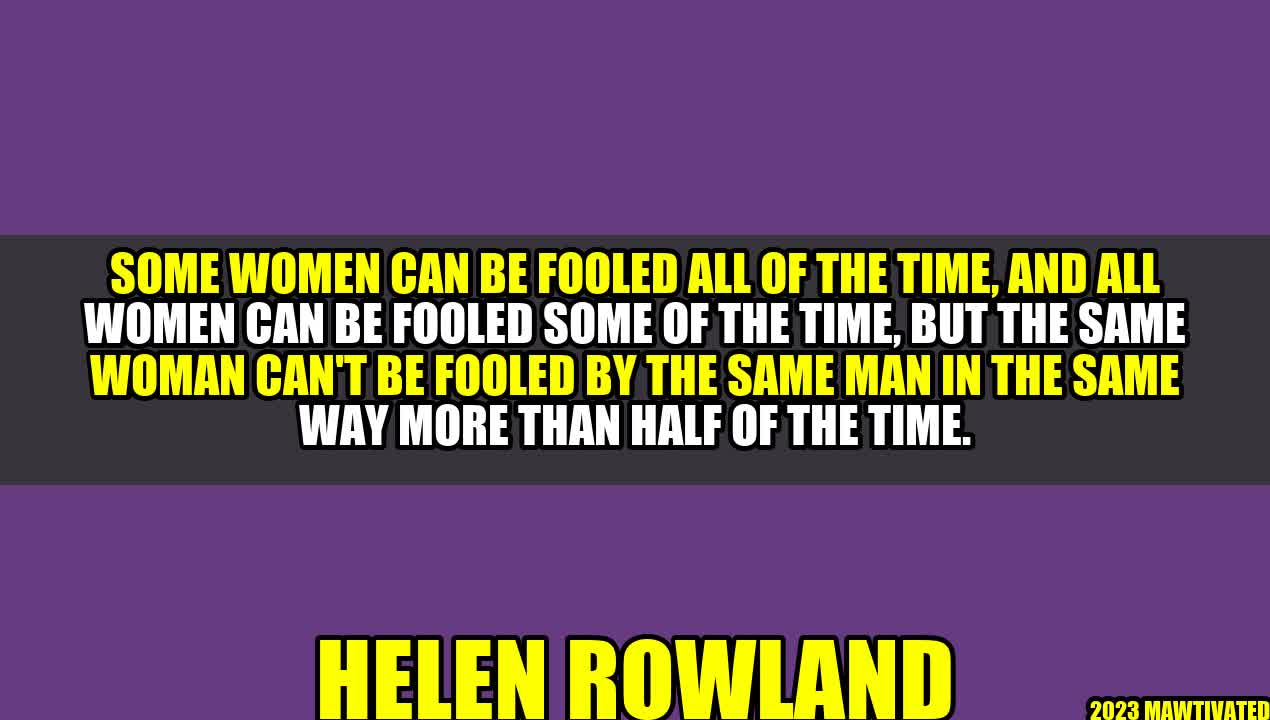 SOME WOMEN CAN BE FOOLED ALL OF THE TIME, AND ALL
WOMEN CAN BE FOOLED SOME OF THE TIME, BUT THE SAME
WOMAN CAN'T BE FOOLED BY THE SAME MAN IN THE SAME
WAY MORE THAN HALF OF THE TIME.
HELEN ROWLAND
2023 MAWTIVATED